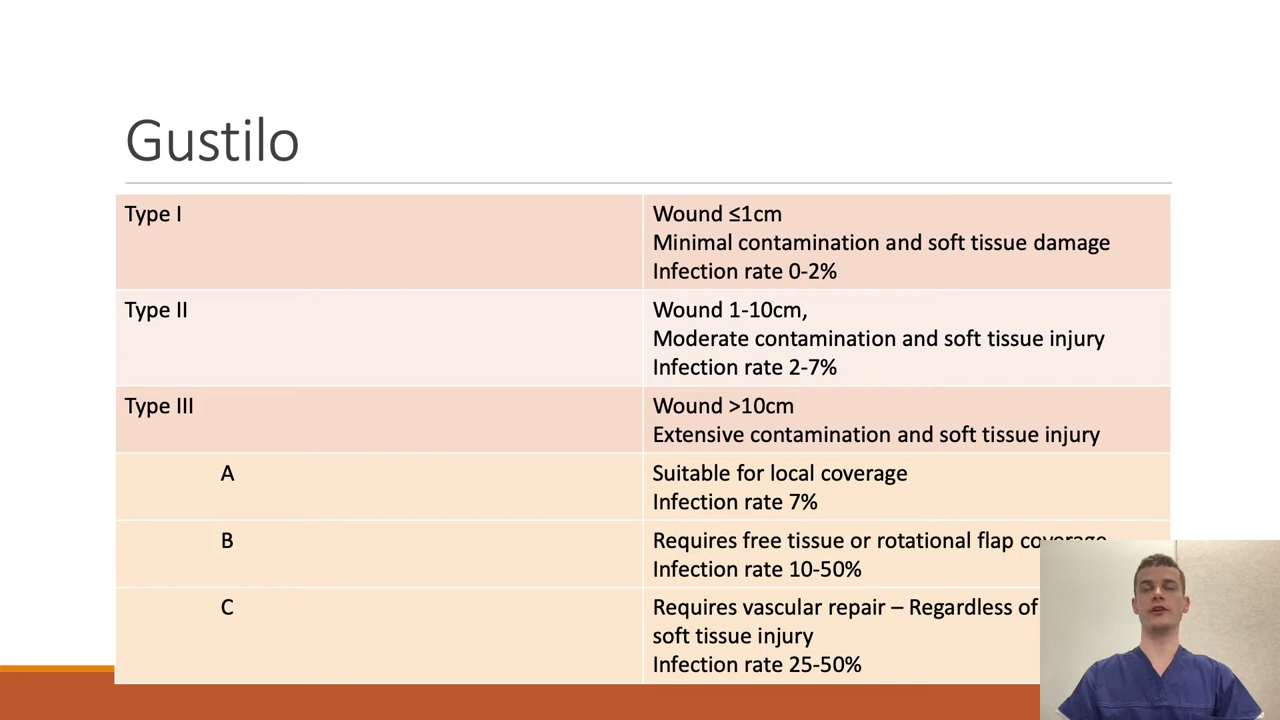 Gustilo
Type I
Wound ≤1cm
Minimal contamination and soft tissue damage
Infection rate 0-2%
Type II
Wound 1-10cm,
Moderate contamination and soft tissue injury
Infection rate 2-7%
Type III
Wound >10cm
Extensive contamination and soft tissue injury
A
Suitable for local coverage
Infection rate 7%
B
Requires free tissue or rotational flap coverage
Infection rate 10-50%
C
Requires vascular repair – Regardless of
soft tissue injury
Infection rate 25-50%